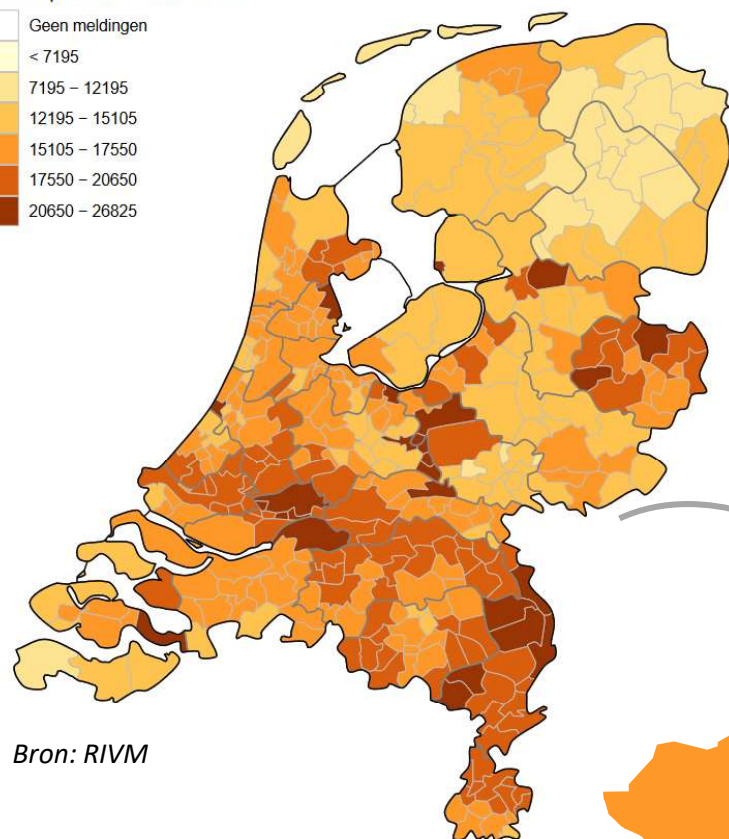 Geen meldingen
< 7195
7195 – 12195
12195 – 15105
15105 – 17550
17550 – 20650
20650 – 26825
Bron: RIVM